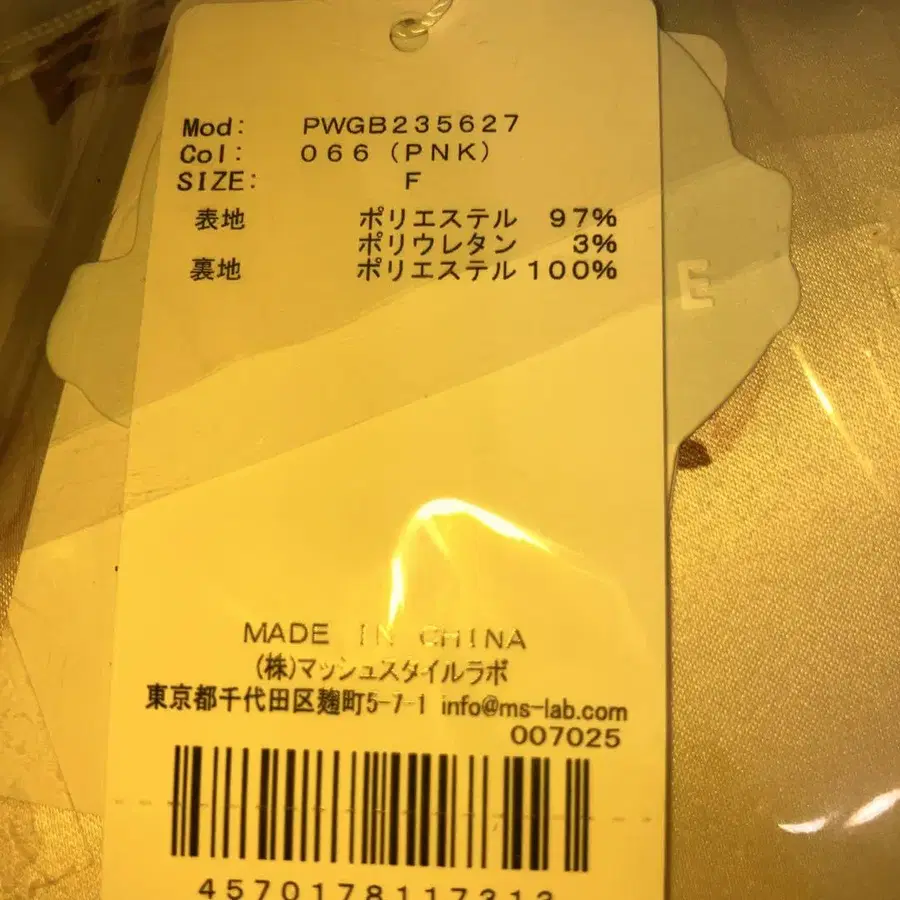 Mod: PWGB235627
Col: 066 (PNK)
SIZE: F
表地 ポリエステル 97%
ポリウレタン 3%
裏地 ポリエステル 100%
E
MADE IN CHINA
(株)マッシュスタイルラボ
東京都千代田区麹町5-7-1 info@ms-lab.com
007025